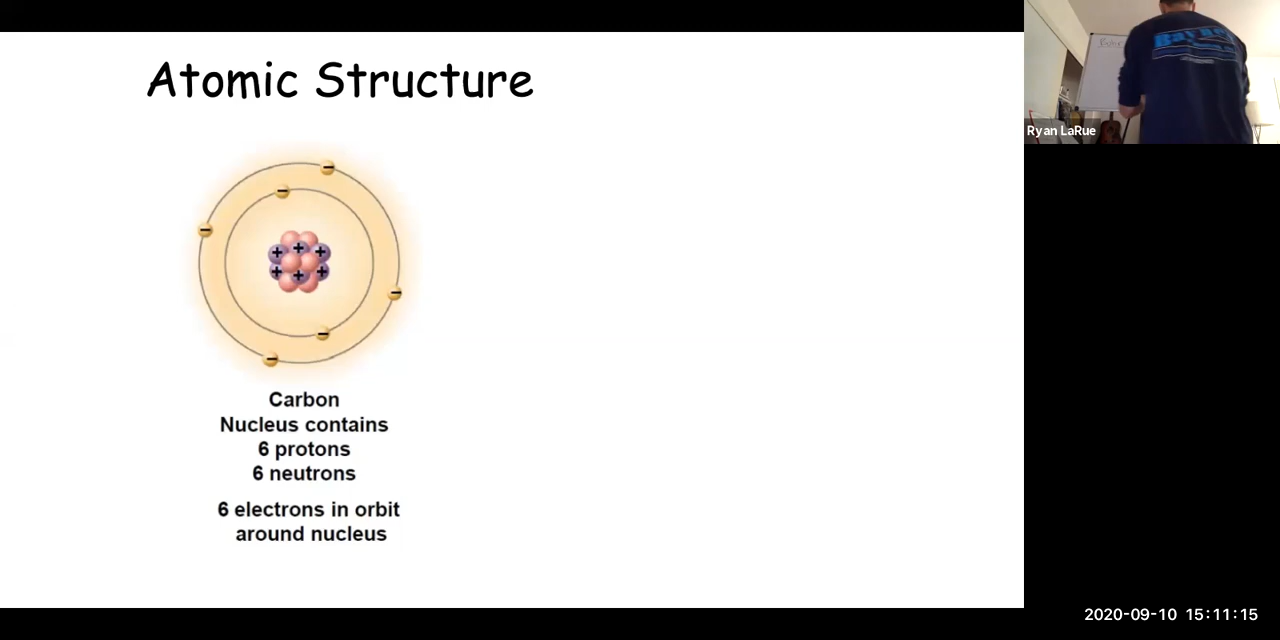 Atomic Structure
Carbon
Nucleus contains
6 protons
6 neutrons
6 electrons in orbit
around nucleus
Ryan LaRue
2020-09-10 15:11:15